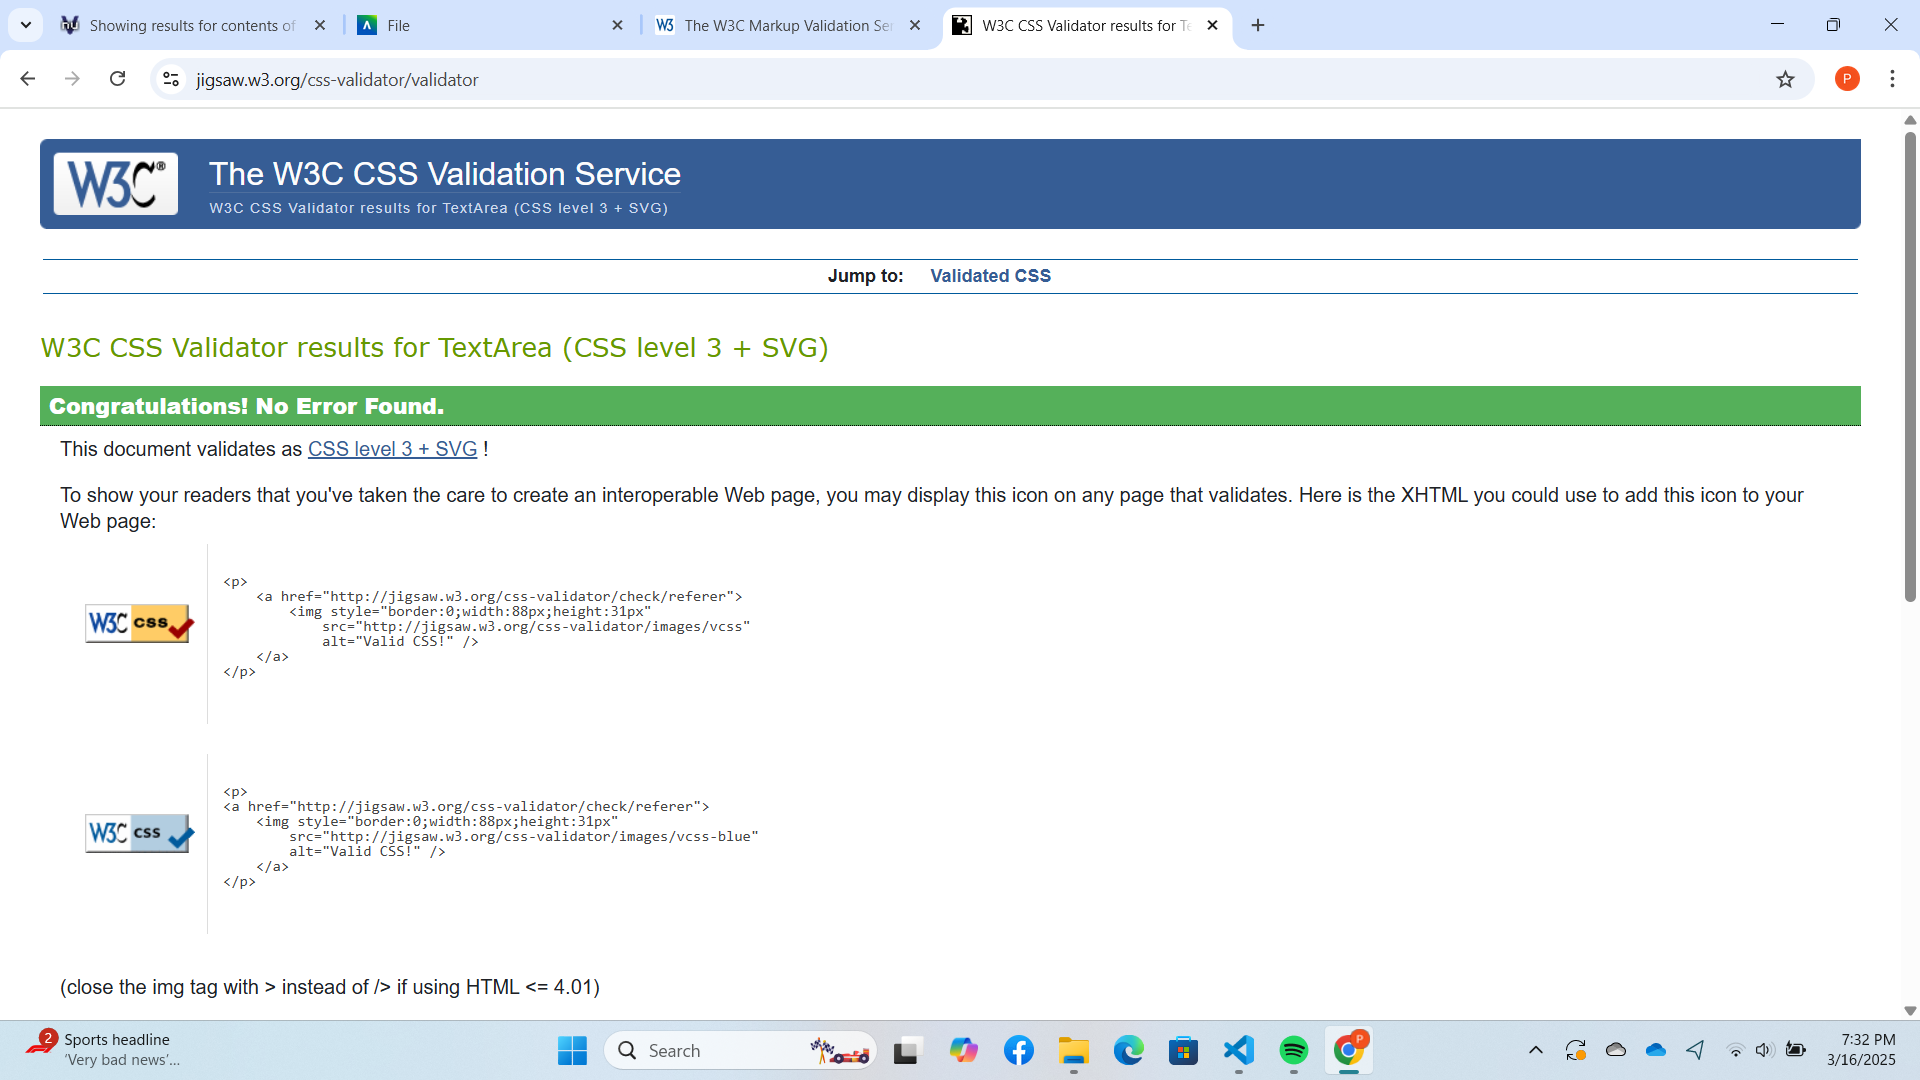 Showing results for contents of
File
The W3C Markup Validation Ser
W3C CSS Validator results for Te
jigsaw.w3.org/css-validator/validator
P
W3C®
The W3C CSS Validation Service
W3C CSS Validator results for TextArea (CSS level 3 + SVG)
Jump to: Validated CSS
W3C CSS Validator results for TextArea (CSS level 3 + SVG)
Congratulations! No Error Found.
This document validates as CSS level 3 + SVG !
To show your readers that you've taken the care to create an interoperable Web page, you may display this icon on any page that validates. Here is the XHTML you could use to add this icon to your
Web page:
W3C css
<p>
    <a href="http://jigsaw.w3.org/css-validator/check/referer">
        <img style="border:0;width:88px;height:31px"
            src="http://jigsaw.w3.org/css-validator/images/vcss"
            alt="Valid CSS!" />
    </a>
</p>
W3C css
<p>
<a href="http://jigsaw.w3.org/css-validator/check/referer">
    <img style="border:0;width:88px;height:31px"
        src="http://jigsaw.w3.org/css-validator/images/vcss-blue"
        alt="Valid CSS!" />
    </a>
</p>
(close the img tag with > instead of /> if using HTML <= 4.01)
2
Sports headline
'Very bad news'...
Search
P
7:32 PM
3/16/2025